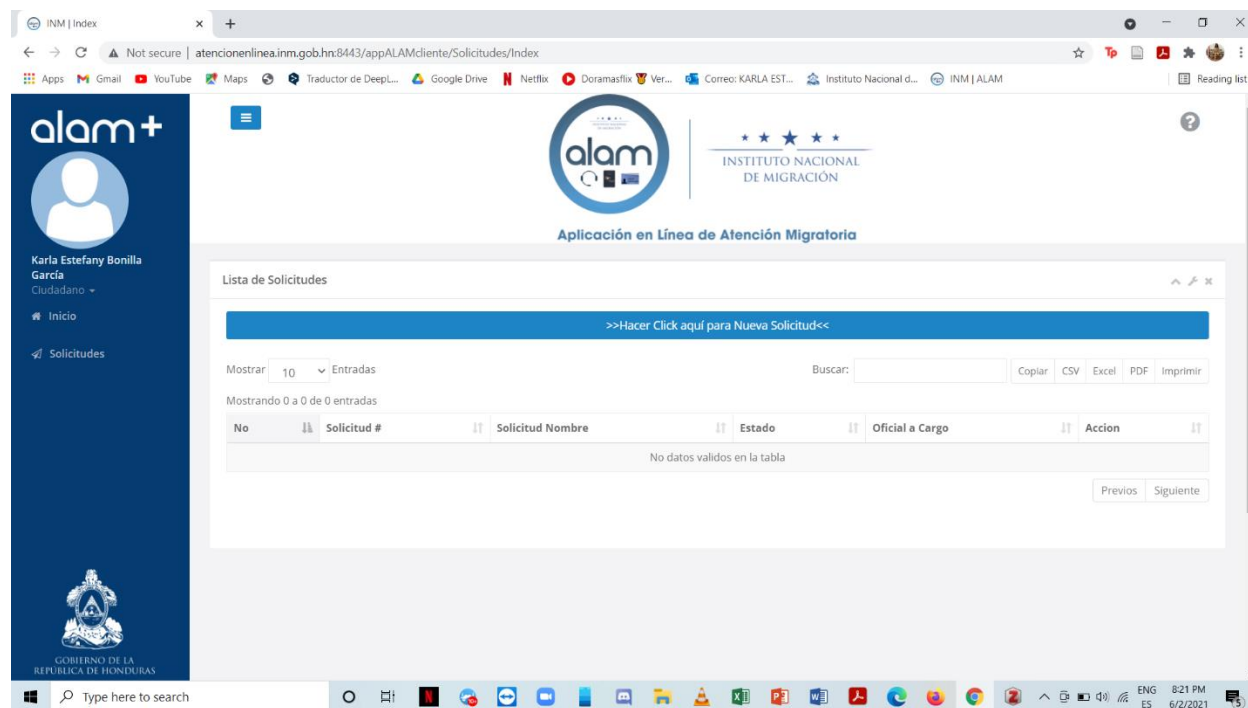 INM | Index
Not secure | atencionenlinea.inm.gob.hn:8443/appALAMcliente/Solicitudes/Index
Apps Gmail YouTube Maps Traductor de DeepL... Google Drive Netflix Doramasflix Ver... Correo: KARLA EST... Instituto Nacional d... INM | ALAM Reading list
alam+
alam
INSTITUTO NACIONAL
DE MIGRACIÓN
Aplicación en Línea de Atención Migratoria
Karla Estefany Bonilla
García
Ciudadano
Inicio
Solicitudes
Lista de Solicitudes
>>Hacer Click aquí para Nueva Solicitud<<
Mostrar 10 Entradas Buscar: Copiar CSV Excel PDF Imprimir
Mostrando 0 a 0 de 0 entradas
No Solicitud # Solicitud Nombre Estado Oficial a Cargo Accion
No datos validos en la tabla
Previos Siguiente
GOBIERNO DE LA
REPÚBLICA DE HONDURAS
Type here to search
ENG 8:21 PM
ES 6/2/2021